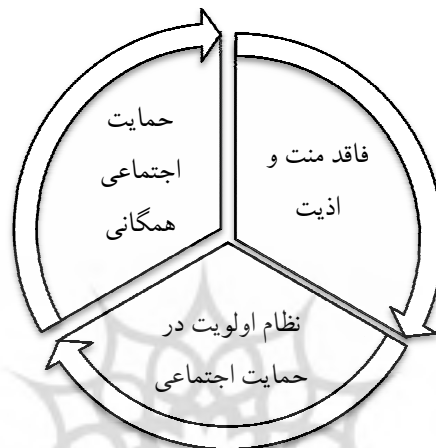 فاقد منت و
اذیت
نظام اولویت در
حمایت اجتماعی
حمایت
اجتماعی
همگانی